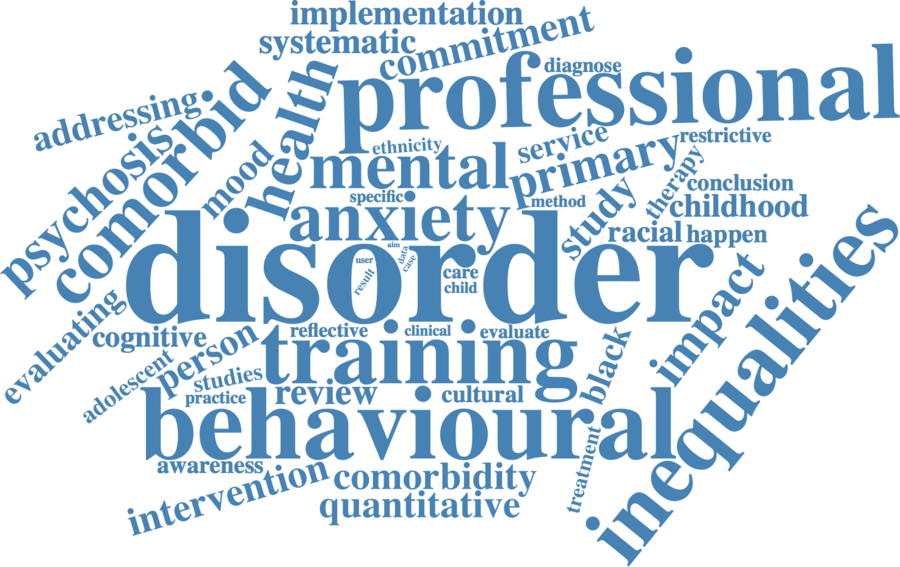 implementation
systematic
commitment
professional
diagnose
addressing
psychosis
comorbid
mood
health
ethnicity
mental
service
primary
restrictive
therapy
specific
anxiety
method
study
conclusion
childhood
racial
happen
disorder
aim
user
data
case
result
care
child
evaluating
cognitive
adolescent
person
reflective
clinical
evaluate
training
studies
practice
review
cultural
black
impact
inequalities
behavioural
awareness
intervention
comorbidity
quantitative
treatment